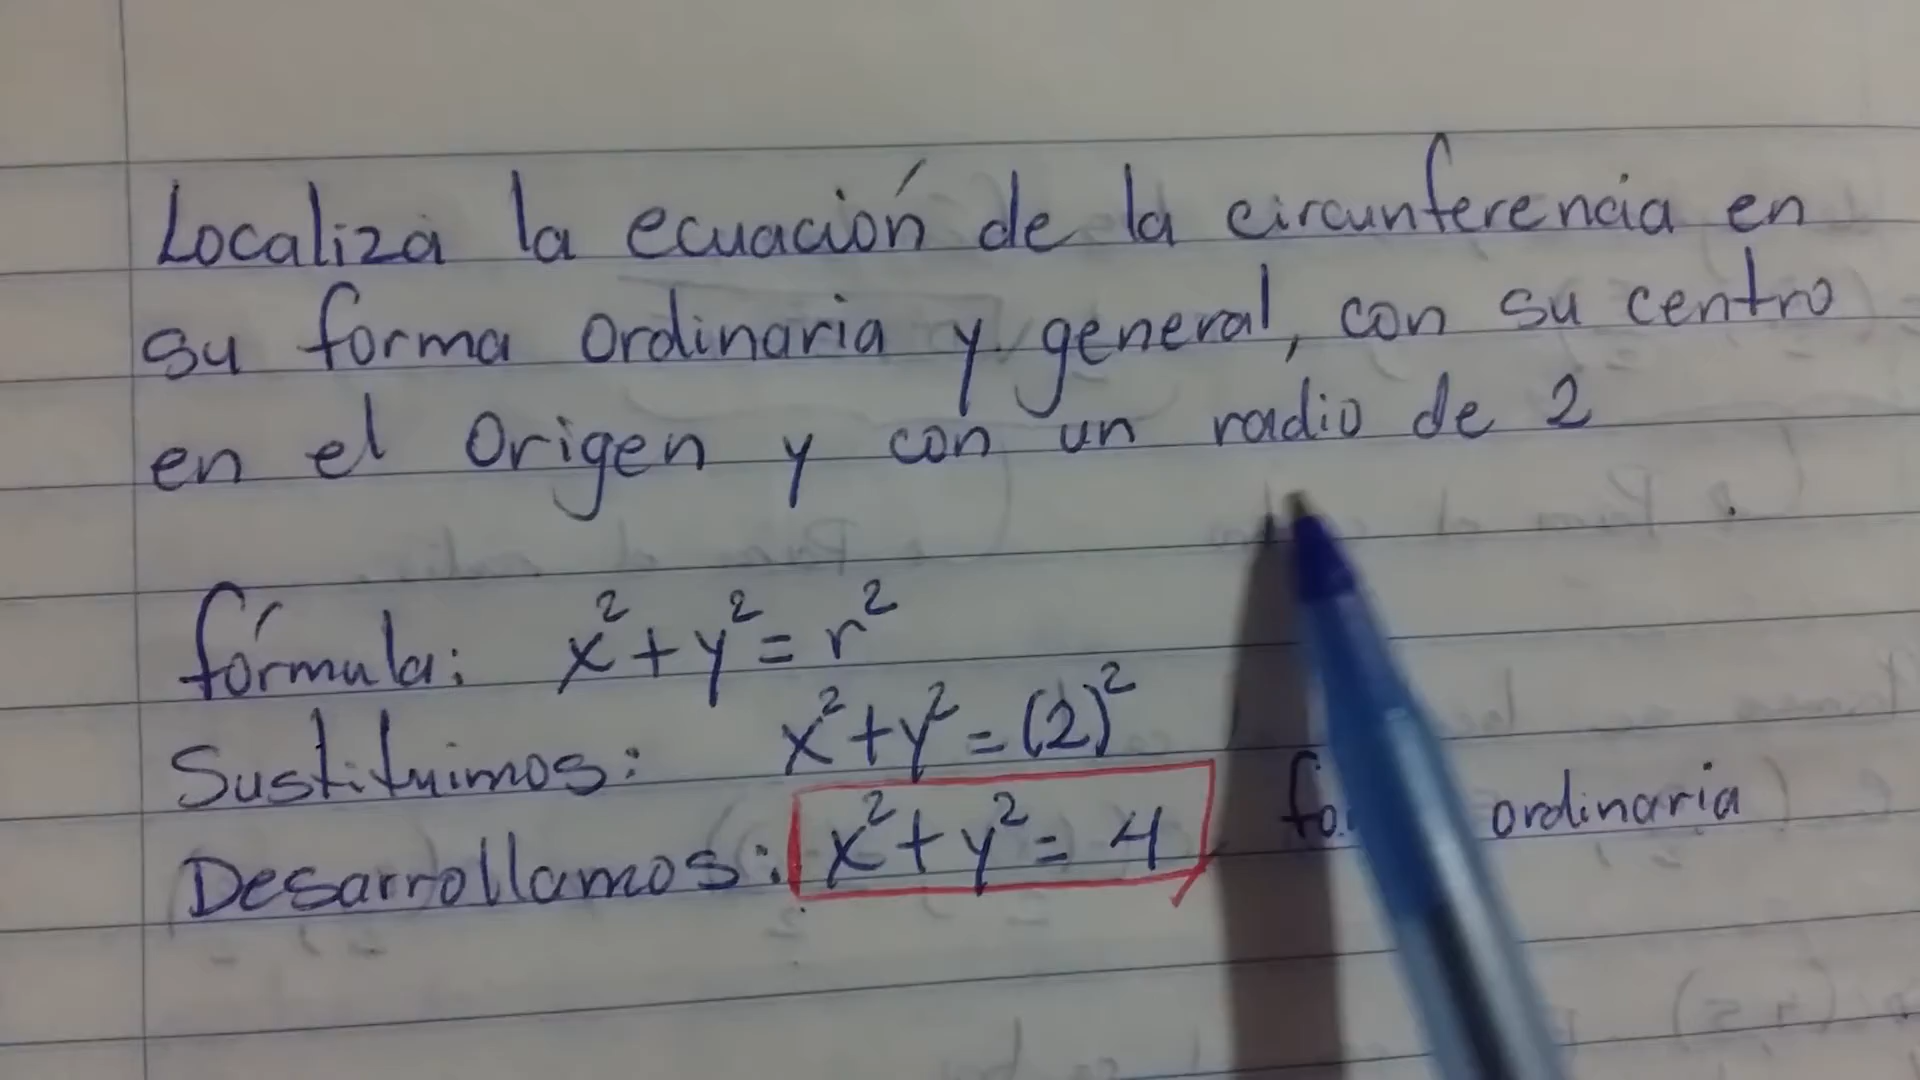 Localiza la ecuación de la circunferencia en
su forma ordinaria y general, con su centro
en el Origen y con un radio de 2
fórmula: x² + y² = r²
Sustituimos: x² + y² = (2)²
Desarrollamos: x² + y² = 4 ordinaria